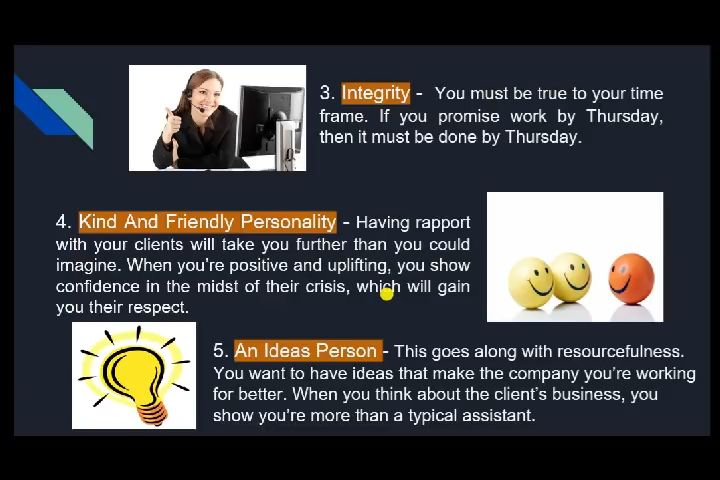 3. Integrity - You must be true to your time
frame. If you promise work by Thursday,
then it must be done by Thursday.
4. Kind And Friendly Personality - Having rapport
with your clients will take you further than you could
imagine. When you're positive and uplifting, you show
confidence in the midst of their crisis, which will gain
you their respect.
5. An Ideas Person - This goes along with resourcefulness.
You want to have ideas that make the company you're working
for better. When you think about the client's business, you
show you're more than a typical assistant.